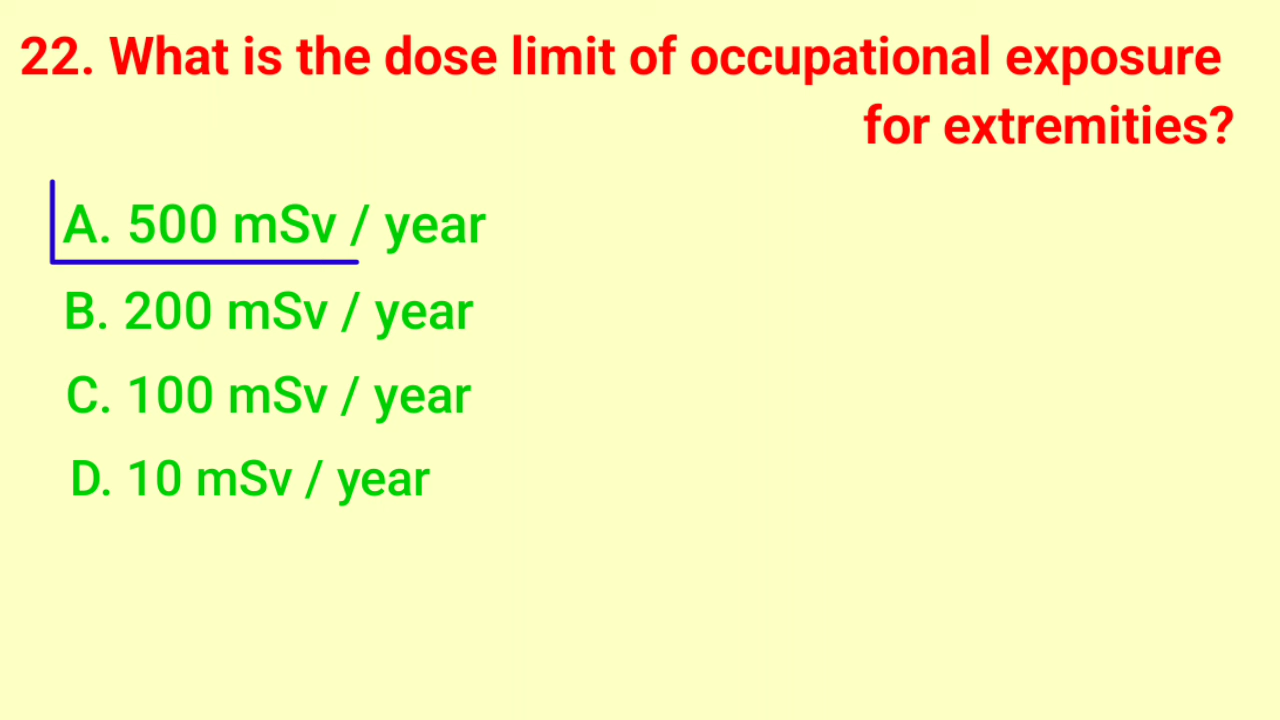 22. What is the dose limit of occupational exposure
for extremities?
A. 500 mSv / year
B. 200 mSv / year
C. 100 mSv / year
D. 10 mSv / year